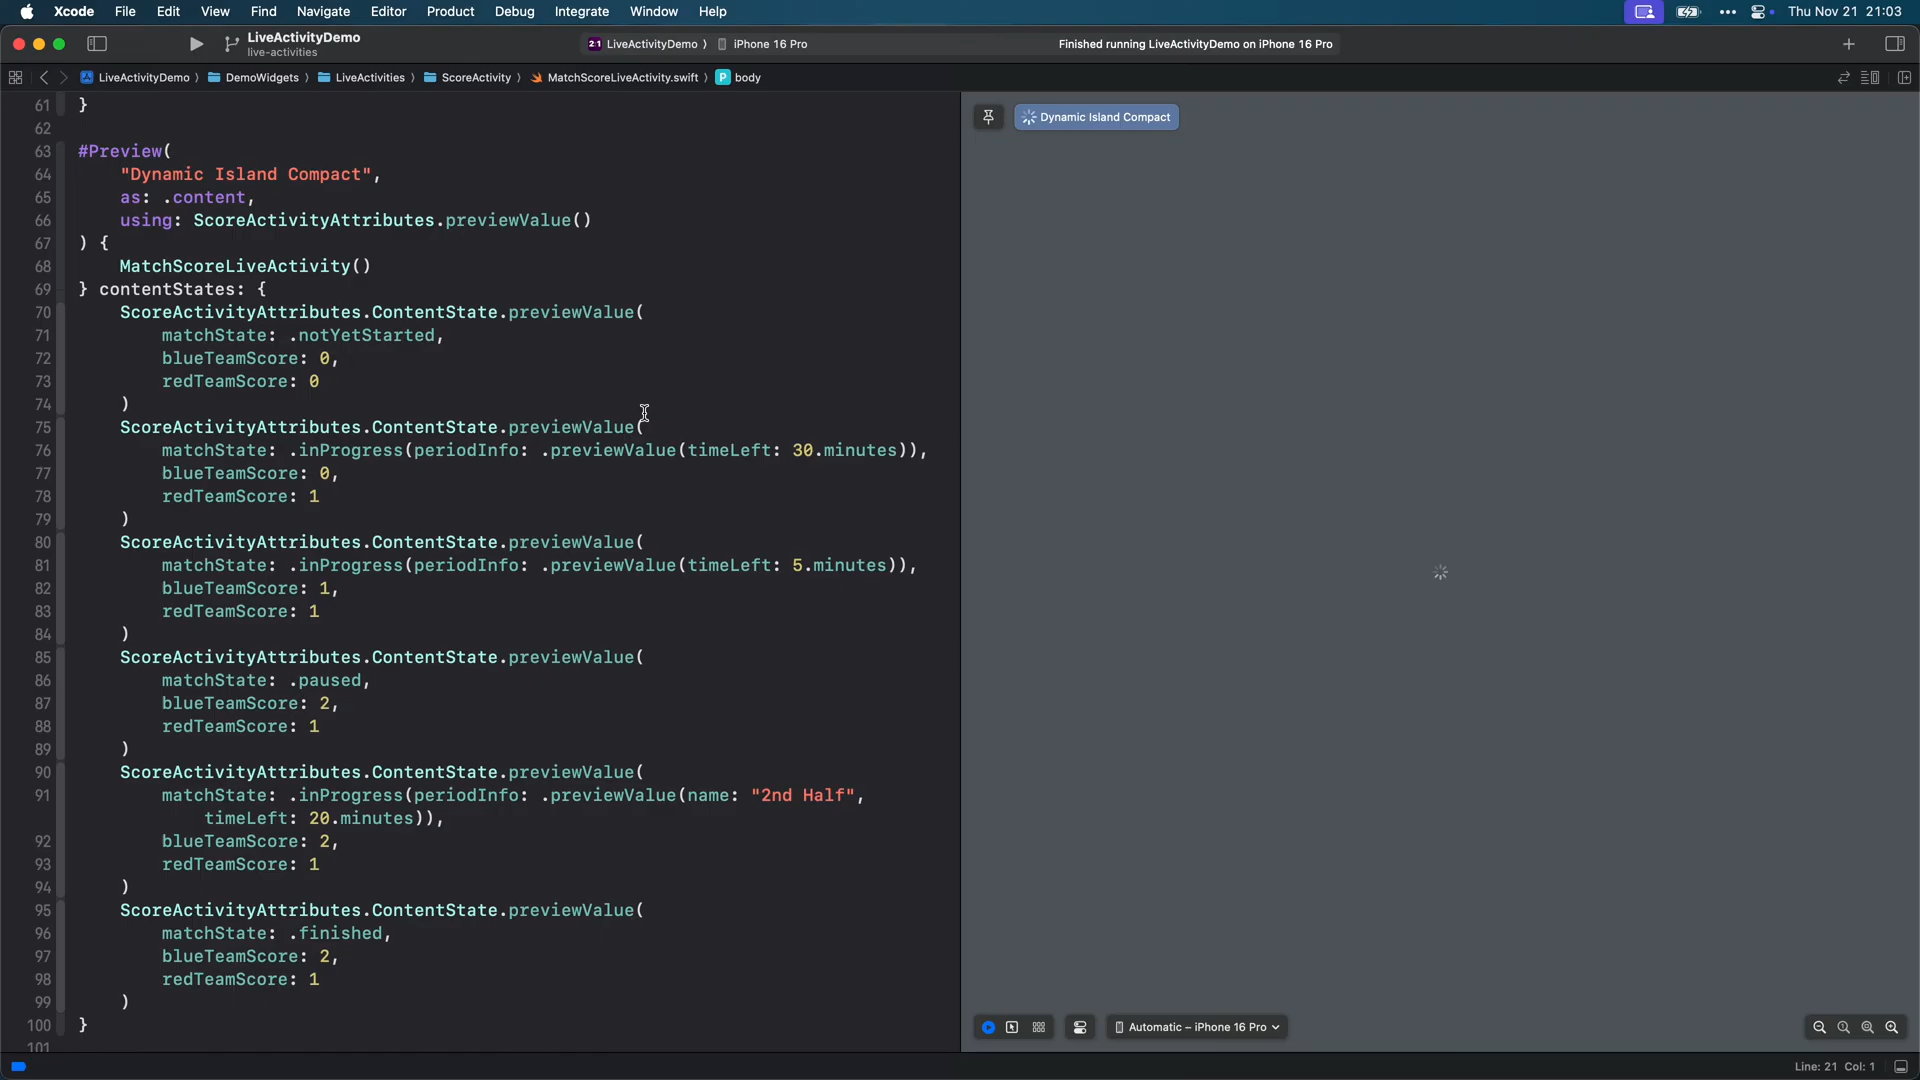 Xcode File Edit View Find Navigate Editor Product Debug Integrate Window Help Thu Nov 21 21:03
LiveActivityDemo
live-activities
2:1 LiveActivityDemo 〉 iPhone 16 Pro Finished running LiveActivityDemo on iPhone 16 Pro
LiveActivityDemo 〉 DemoWidgets 〉 LiveActivities 〉 ScoreActivity 〉 MatchScoreLiveActivity.swift 〉 P body
61 }
62
63 #Preview(
64 "Dynamic Island Compact",
65 as: .content,
66 using: ScoreActivityAttributes.previewValue()
67 ) {
68 MatchScoreLiveActivity()
69 } contentStates: {
70 ScoreActivityAttributes.ContentState.previewValue(
71 matchState: .notYetStarted,
72 blueTeamScore: 0,
73 redTeamScore: 0
74 )
75 ScoreActivityAttributes.ContentState.previewValue(
76 matchState: .inProgress(periodInfo: .previewValue(timeLeft: 30.minutes)),
77 blueTeamScore: 0,
78 redTeamScore: 1
79 )
80 ScoreActivityAttributes.ContentState.previewValue(
81 matchState: .inProgress(periodInfo: .previewValue(timeLeft: 5.minutes)),
82 blueTeamScore: 1,
83 redTeamScore: 1
84 )
85 ScoreActivityAttributes.ContentState.previewValue(
86 matchState: .paused,
87 blueTeamScore: 2,
88 redTeamScore: 1
89 )
90 ScoreActivityAttributes.ContentState.previewValue(
91 matchState: .inProgress(periodInfo: .previewValue(name: "2nd Half",
timeLeft: 20.minutes)),
92 blueTeamScore: 2,
93 redTeamScore: 1
94 )
95 ScoreActivityAttributes.ContentState.previewValue(
96 matchState: .finished,
97 blueTeamScore: 2,
98 redTeamScore: 1
99 )
100 }
101
Dynamic Island Compact
Automatic – iPhone 16 Pro
Line: 21 Col: 1